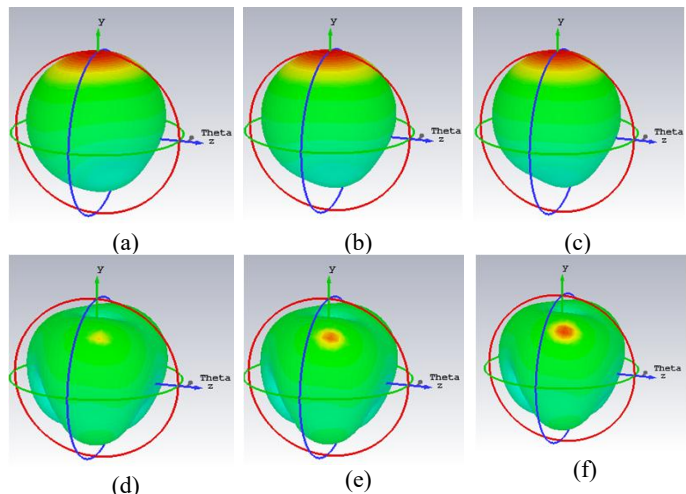 y y y
Theta Theta Theta
z z z
(a) (b) (c)
y y y
Theta Theta Theta
z z z
(d) (e) (f)